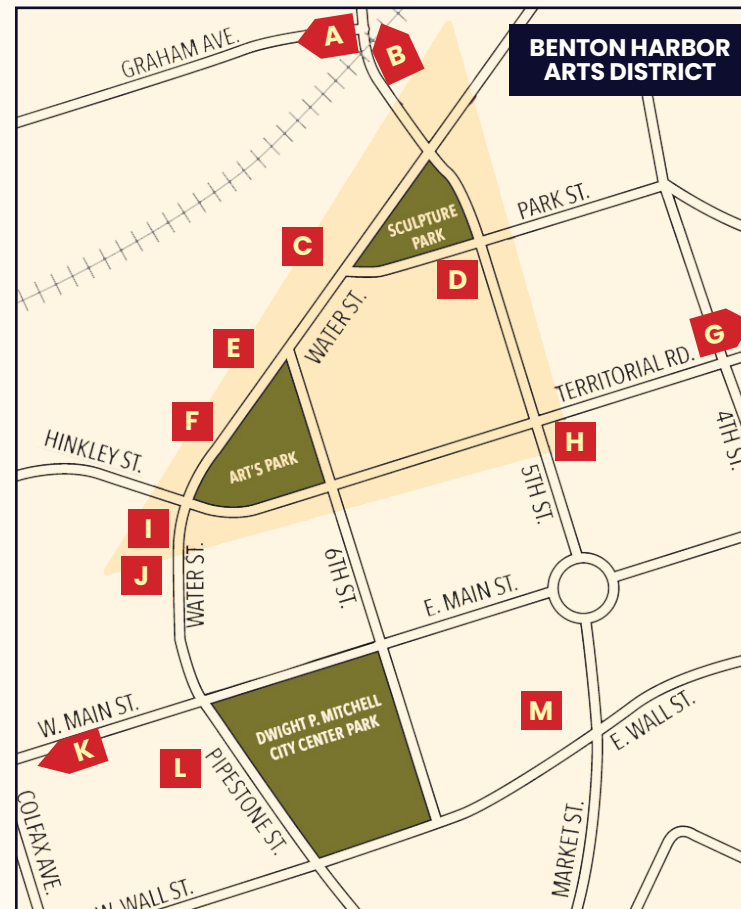 GRAHAM AVE.
A
B
BENTON HARBOR
ARTS DISTRICT
SCULPTURE
PARK
PARK ST.
C
D
WATER ST.
E
G
TERRITORIAL RD.
F
4TH ST.
HINKLEY ST.
ART'S PARK
H
5TH ST.
I
J
WATER ST.
6TH ST.
E. MAIN ST.
W. MAIN ST.
DWIGHT P. MITCHELL
CITY CENTER PARK
M
E. WALL ST.
K
L
PIPESTONE ST.
COLFAX AVE.
MARKET ST.
W. WALL ST.